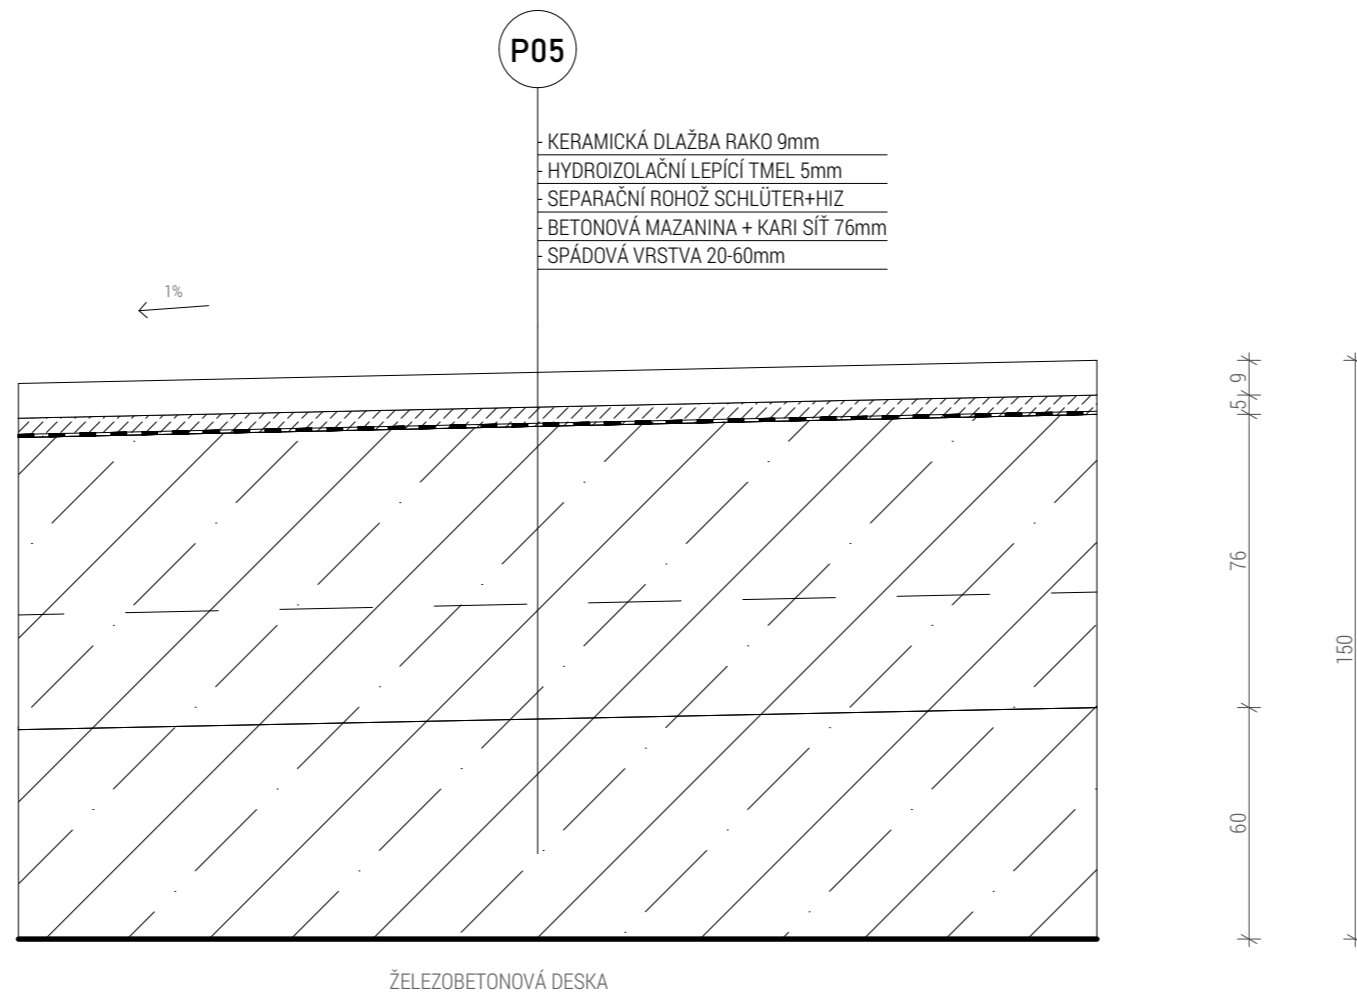 P05
- KERAMICKÁ DLAŽBA RAKO 9mm
- HYDROIZOLAČNÍ LEPÍCÍ TMEL 5mm
- SEPARAČNÍ ROHOŽ SCHLÜTER+HIZ
- BETONOVÁ MAZANINA + KARI SÍŤ 76mm
- SPÁDOVÁ VRSTVA 20-60mm
1%
9
5
76
150
60
ŽELEZOBETONOVÁ DESKA